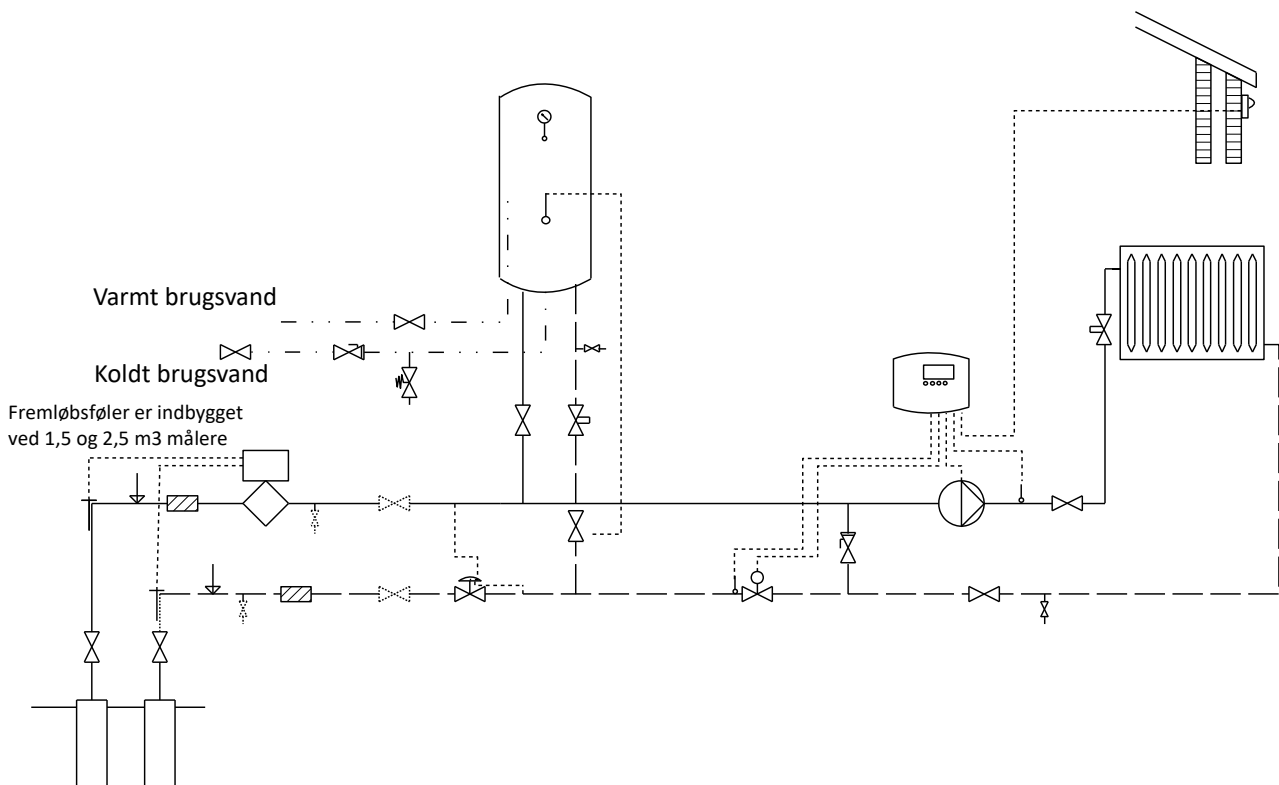 Varmt brugsvand
Koldt brugsvand
Fremløbsføler er indbygget
ved 1,5 og 2,5 m3 målere